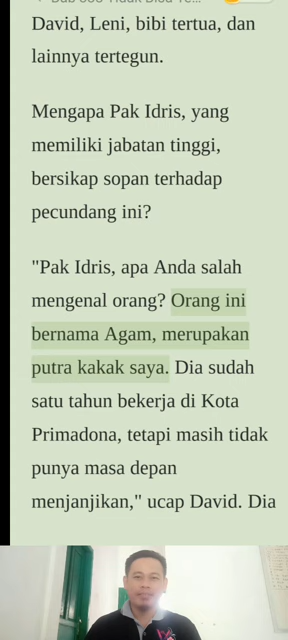 David, Leni, bibi tertua, dan
lainnya tertegun.
Mengapa Pak Idris, yang
memiliki jabatan tinggi,
bersikap sopan terhadap
pecundang ini?
"Pak Idris, apa Anda salah
mengenal orang? Orang ini
bernama Agam, merupakan
putra kakak saya. Dia sudah
satu tahun bekerja di Kota
Primadona, tetapi masih tidak
punya masa depan
menjanjikan," ucap David. Dia